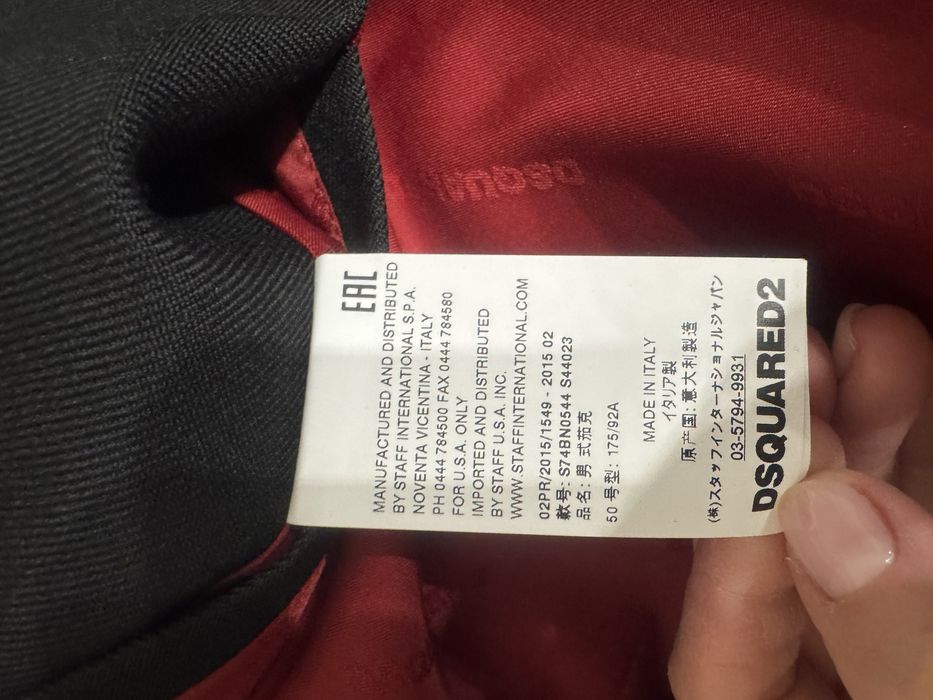 EAC
MANUFACTURED AND DISTRIBUTED
BY STAFF INTERNATIONAL S.P.A.
NOVENTA VICENTINA - ITALY
PH 0444 784500 FAX 0444 784580
FOR U.S.A. ONLY
IMPORTED AND DISTRIBUTED
BY STAFF U.S.A. INC.
WWW.STAFFINTERNATIONAL.COM
02PR/2015/1549 - 2015 02
款号: S74BN0544 S44023
品名: 男 式茄克
50 号型: 175/92A
MADE IN ITALY
イタリア製
原产国: 意大利製造
(株)スタッフインターナショナルジャパン
03-5794-9931
DSQUARED2